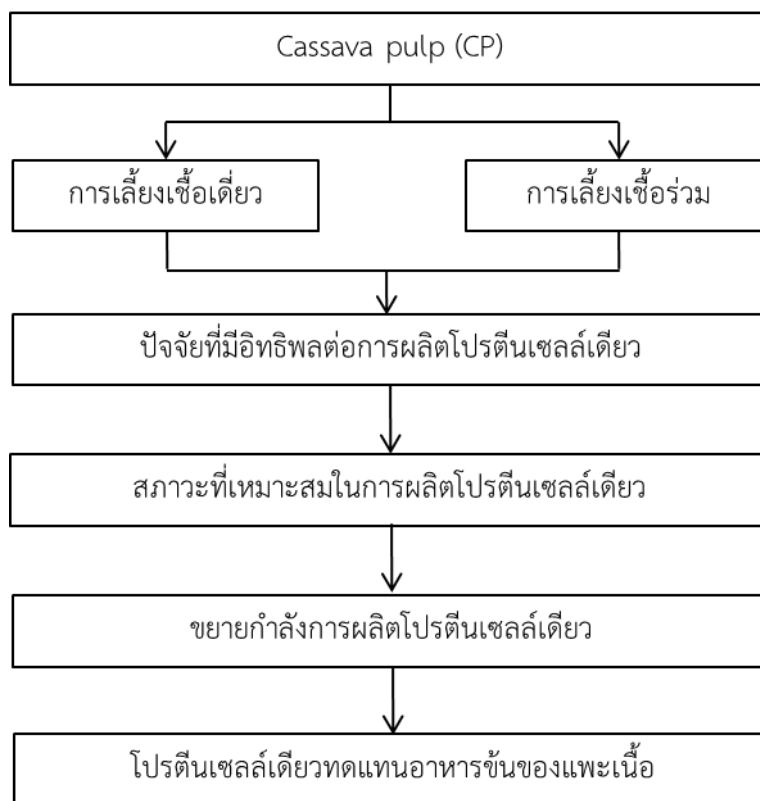 Cassava pulp (CP)
การเลี้ยงเชื้อเดี่ยว
การเลี้ยงเชื้อร่วม
ปัจจัยที่มีอิทธิพลต่อการผลิตโปรตีนเซลล์เดียว
สภาวะที่เหมาะสมในการผลิตโปรตีนเซลล์เดียว
ขยายกำลังการผลิตโปรตีนเซลล์เดียว
โปรตีนเซลล์เดียวทดแทนอาหารข้นของแพะเนื้อ